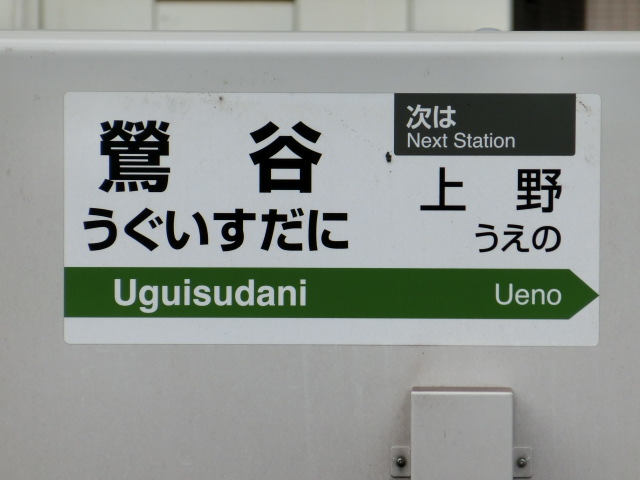 鶯谷
うぐいすだに
Uguisudani
次は
Next Station
上野
うえの
Ueno